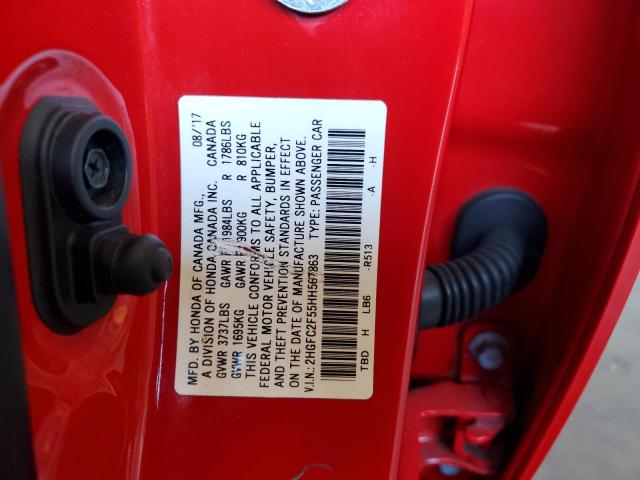 MFD. BY HONDA OF CANADA MFG., 08/'17
A DIVISION OF HONDA CANADA INC. CANADA
GVWR 3737LBS GAWR F 1984LBS R 1786LBS
GVWR 1695KG GAWR F 900KG R 810KG
THIS VEHICLE CONFORMS TO ALL APPLICABLE
FEDERAL MOTOR VEHICLE SAFETY, BUMPER,
AND THEFT PREVENTION STANDARDS IN EFFECT
ON THE DATE OF MANUFACTURE SHOWN ABOVE.
V.I.N.: 2HGFC2F55HH567863 TYPE: PASSENGER CAR
TBD H LB6 -R513 -A -H